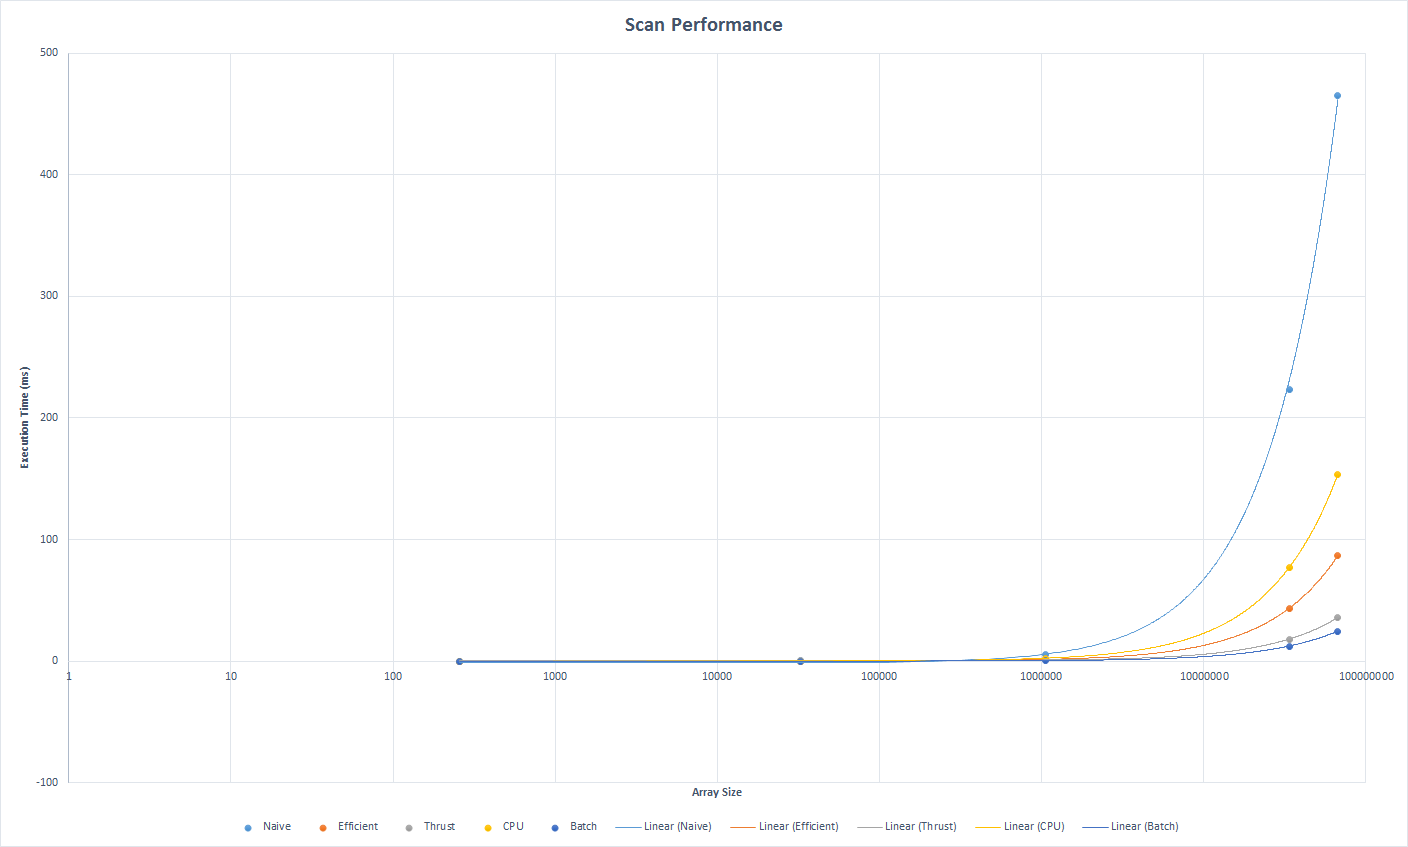 Scan Performance
500
400
300
200
100
0
-100
Execution Time (ms)
1 10 100 1000 10000 100000 1000000 10000000 100000000
Array Size
Naive Efficient Thrust CPU Batch Linear (Naive) Linear (Efficient) Linear (Thrust) Linear (CPU) Linear (Batch)